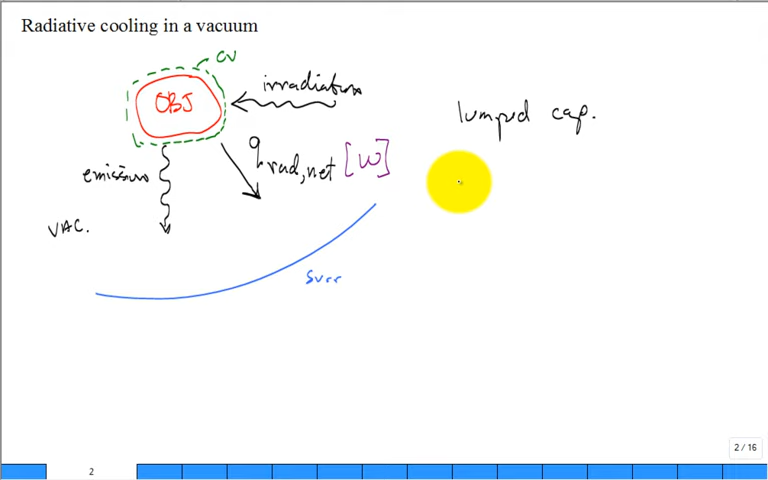 Radiative cooling in a vacuum
CV
OBJ
irradiation
lumped cap.
q rad, net [W]
emission
VAC.
Surr
2 / 16
2